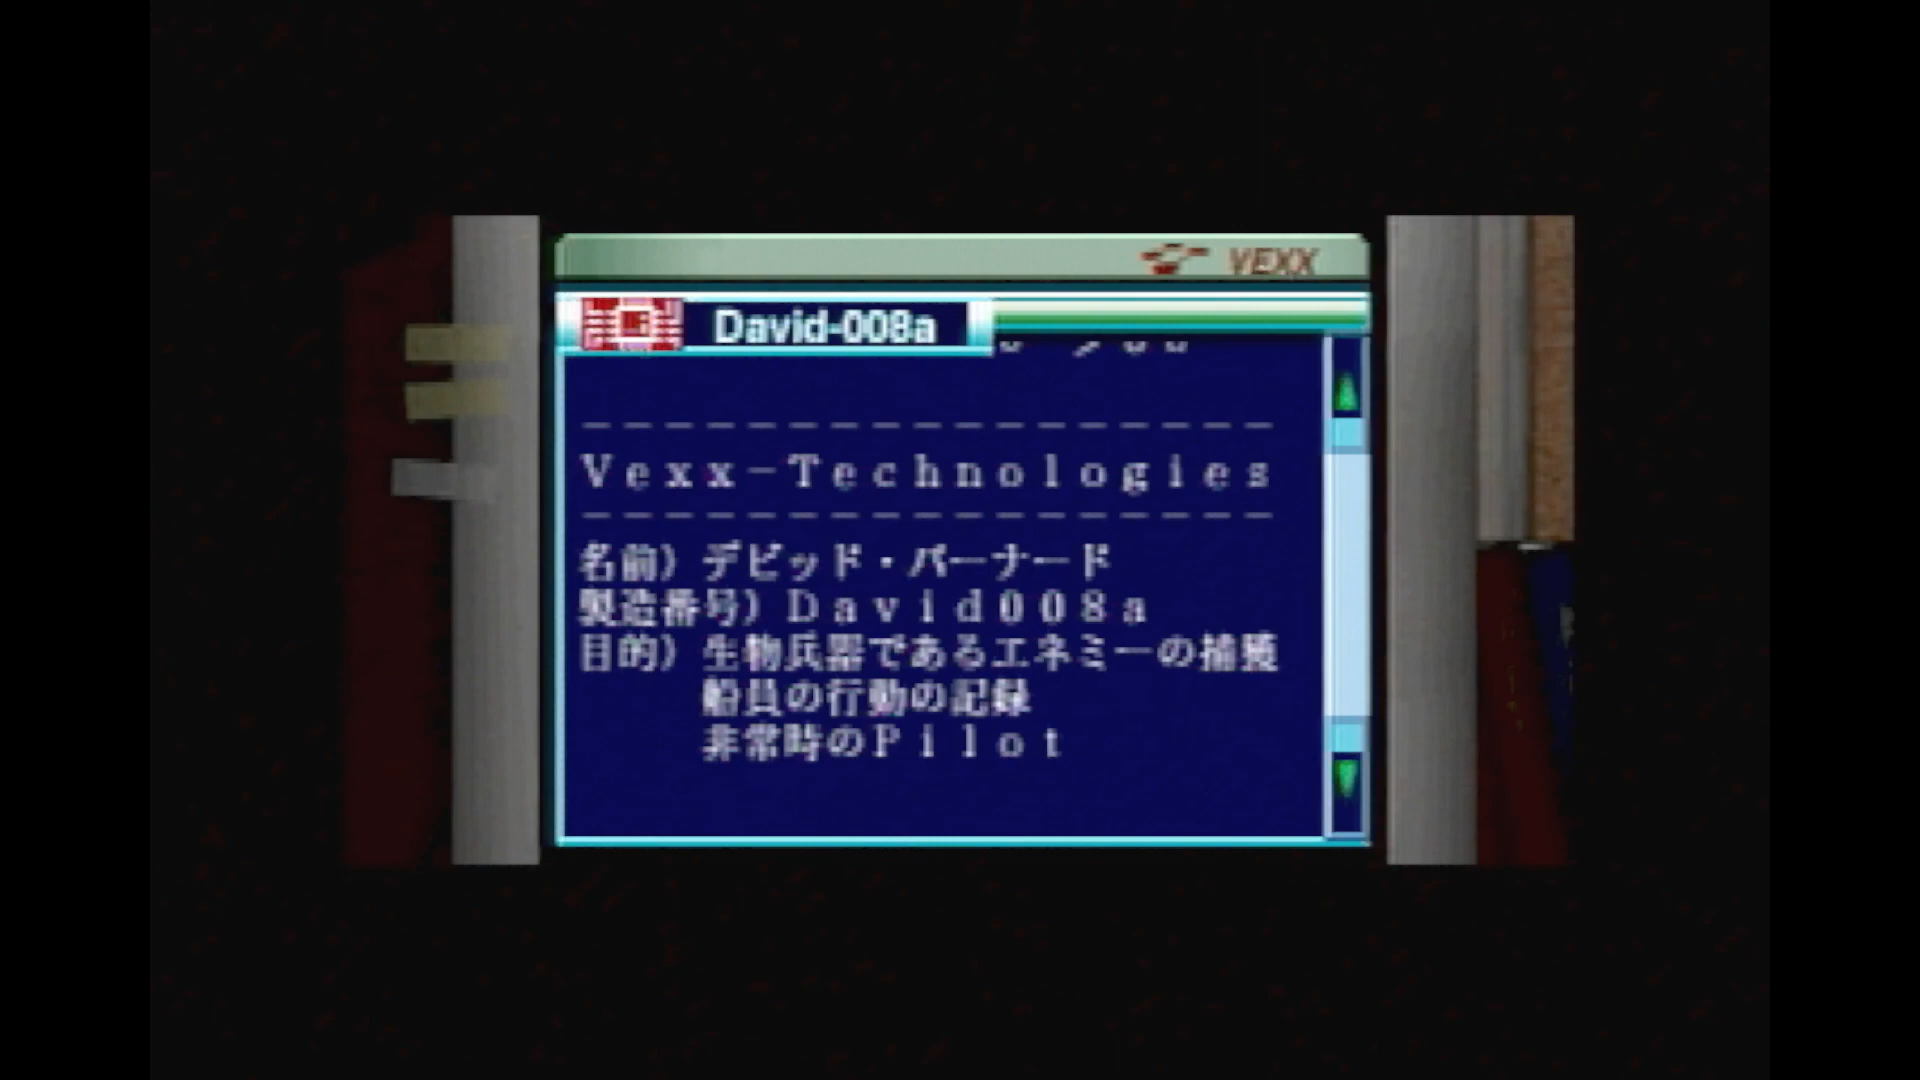 VEXX
David-008a
Vexx-Technologies
名前) デビッド・バーナード
製造番号) David008a
目的) 生物兵器であるエネミーの捕獲
船員の行動の記録
非常時のPilot